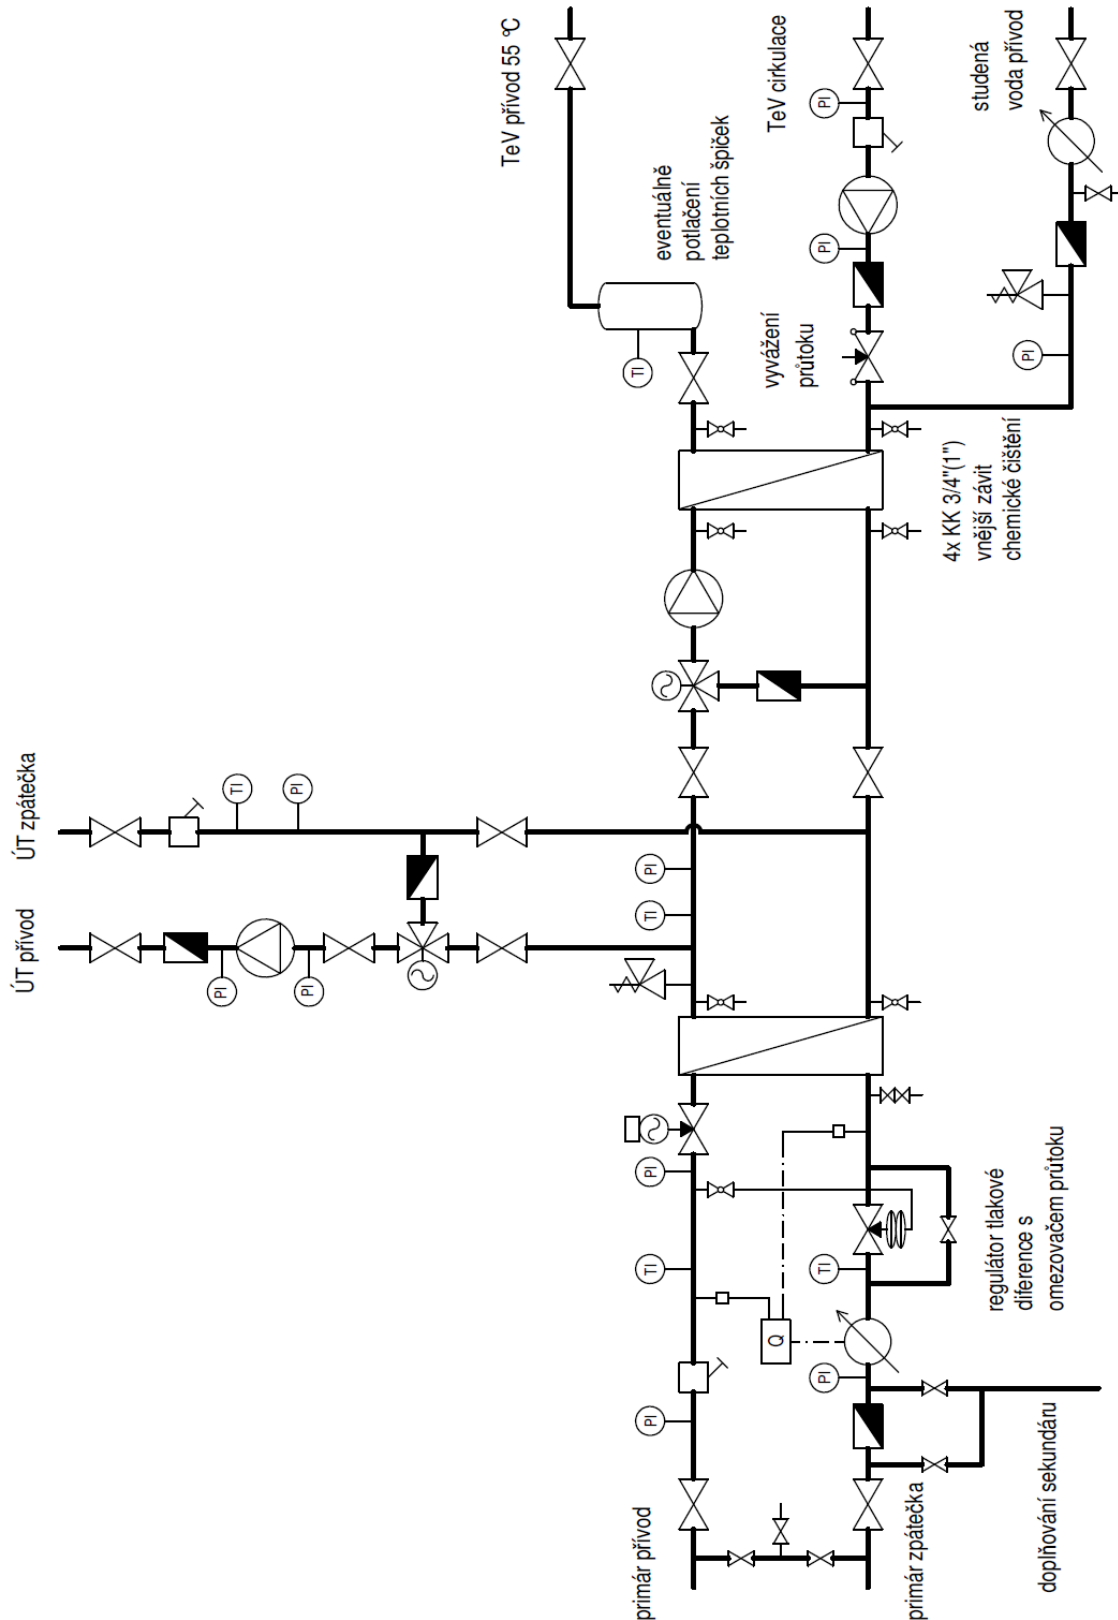 ÚT zpátečka
ÚT přívod
TeV přívod 55 °C
eventuálně
potlačení
teplotních špiček
TeV cirkulace
studená
voda přívod
vyvážení
průtoku
4x KK 3/4"(1")
vnější závit
chemické čištění
regulátor tlakové
diference s
omezovačem průtoku
primár přívod
primár zpátečka
doplňování sekundáru
TI
PI
PI
PI
PI
TI
TI
PI
PI
PI
PI
TI
PI
TI
Q
PI
PI